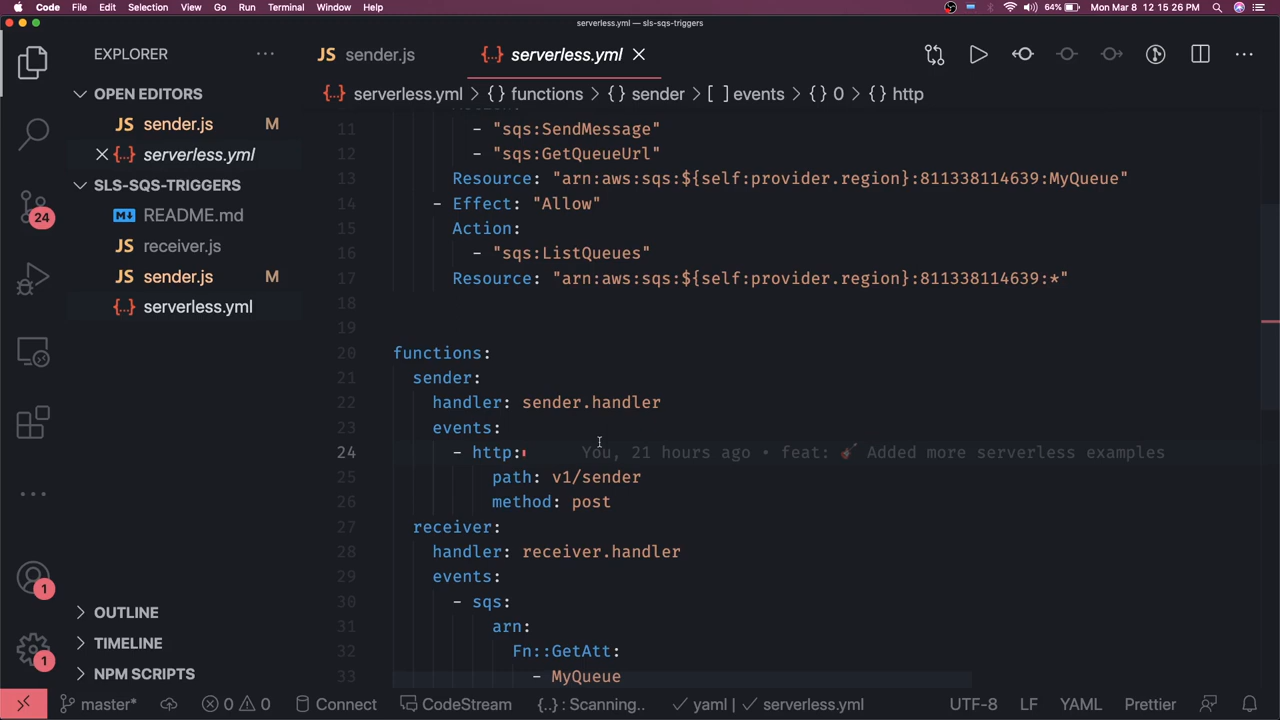 Code File Edit Selection View Go Run Terminal Window Help 64% Mon Mar 8 12 15 26 PM
serverless.yml — sls-sqs-triggers
EXPLORER ...
JS sender.js {..} serverless.yml
OPEN EDITORS
JS sender.js M
{..} serverless.yml
SLS-SQS-TRIGGERS
README.md
JS receiver.js
JS sender.js M
{..} serverless.yml
24
1
1
OUTLINE
TIMELINE
NPM SCRIPTS
{..} serverless.yml > {} functions > {} sender > [ ] events > {} 0 > {} http
11 - "sqs:SendMessage"
12 - "sqs:GetQueueUrl"
13 Resource: "arn:aws:sqs:${self:provider.region}:811338114639:MyQueue"
14 - Effect: "Allow"
15 Action:
16 - "sqs:ListQueues"
17 Resource: "arn:aws:sqs:${self:provider.region}:811338114639:*"
18
19
20 functions:
21 sender:
22 handler: sender.handler
23 events:
24 - http: You, 21 hours ago • feat: 🎸 Added more serverless examples
25 path: v1/sender
26 method: post
27 receiver:
28 handler: receiver.handler
29 events:
30 - sqs:
31 arn:
32 Fn::GetAtt:
33 - MyQueue
master* 0 0 Connect CodeStream {..} : Scanning.. yaml | serverless.yml UTF-8 LF YAML Prettier